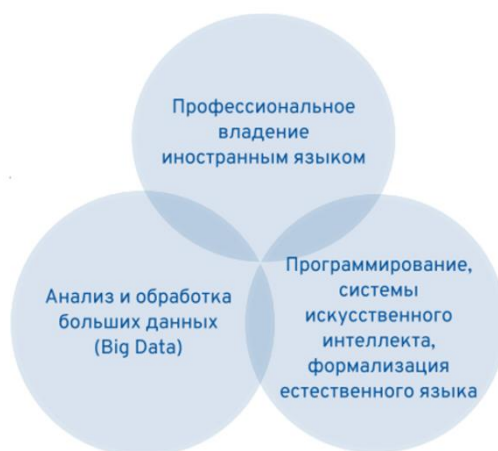 Профессиональное
владение
иностранным языком
Анализ и обработка
больших данных
(Big Data)
Программирование,
системы
искусственного
интеллекта,
формализация
естественного языка